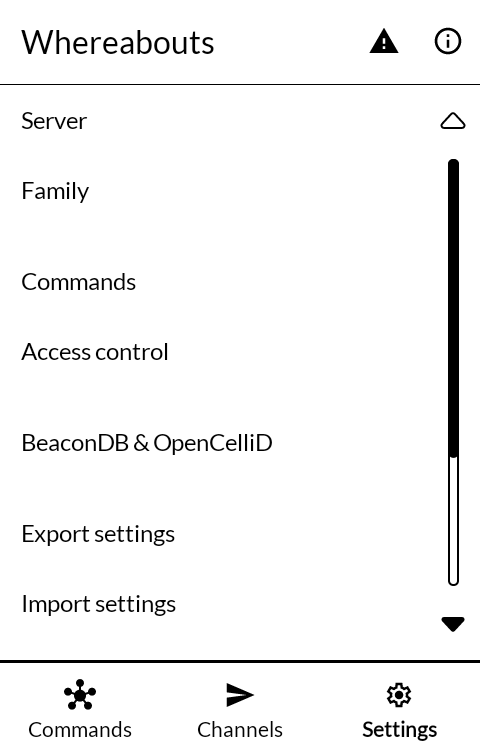 Whereabouts
Server
Family
Commands
Access control
BeaconDB & OpenCelliD
Export settings
Import settings
Commands
Channels
Settings